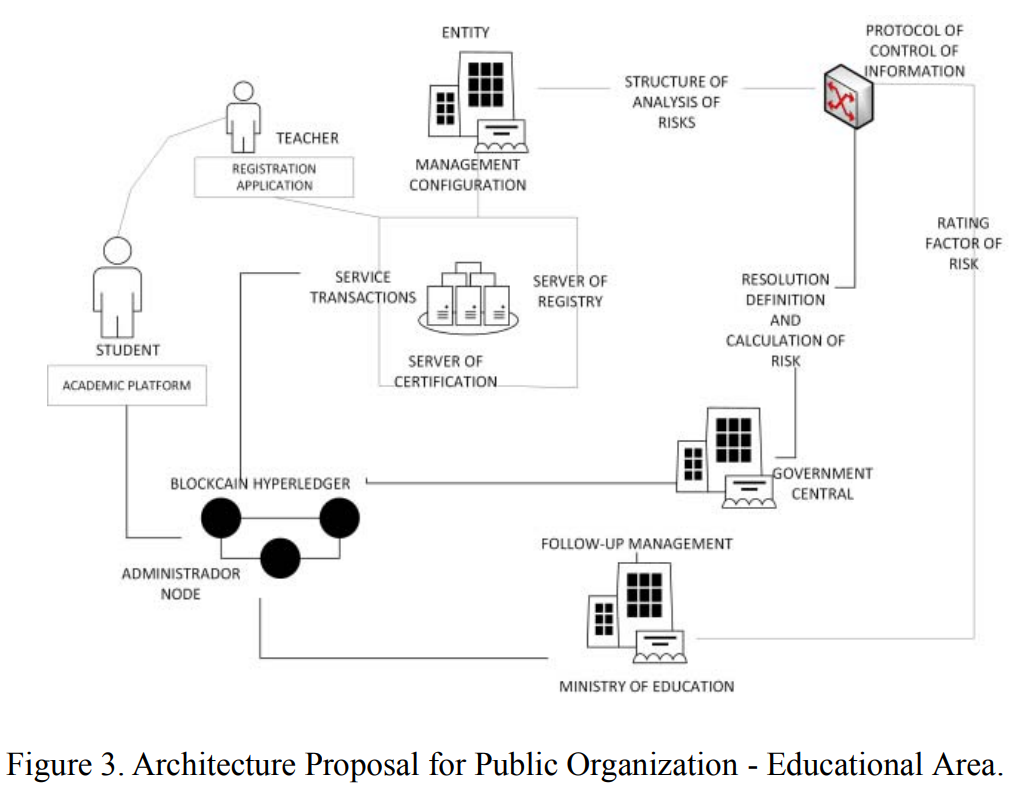 ENTITY
PROTOCOL OF
CONTROL OF
INFORMATION
STRUCTURE OF
ANALYSIS OF
RISKS
TEACHER
REGISTRATION
APPLICATION
MANAGEMENT
CONFIGURATION
RATING
FACTOR OF
RISK
SERVICE
TRANSACTIONS
SERVER OF
REGISTRY
RESOLUTION
DEFINITION
AND
CALCULATION OF
RISK
STUDENT
ACADEMIC PLATFORM
SERVER OF
CERTIFICATION
BLOCKCAIN HYPERLEDGER
GOVERNMENT
CENTRAL
FOLLOW-UP MANAGEMENT
ADMINISTRADOR
NODE
MINISTRY OF EDUCATION
Figure 3. Architecture Proposal for Public Organization - Educational Area.